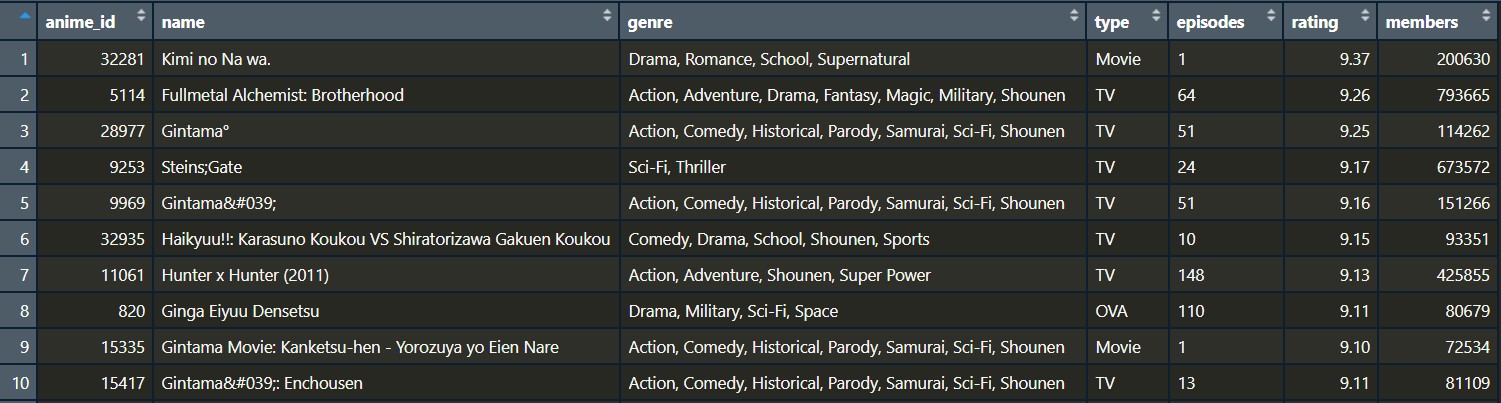 anime_id name genre type episodes rating members
1 32281 Kimi no Na wa. Drama, Romance, School, Supernatural Movie 1 9.37 200630
2 5114 Fullmetal Alchemist: Brotherhood Action, Adventure, Drama, Fantasy, Magic, Military, Shounen TV 64 9.26 793665
3 28977 Gintama° Action, Comedy, Historical, Parody, Samurai, Sci-Fi, Shounen TV 51 9.25 114262
4 9253 Steins;Gate Sci-Fi, Thriller TV 24 9.17 673572
5 9969 Gintama&#039; Action, Comedy, Historical, Parody, Samurai, Sci-Fi, Shounen TV 51 9.16 151266
6 32935 Haikyuu!!: Karasuno Koukou VS Shiratorizawa Gakuen Koukou Comedy, Drama, School, Shounen, Sports TV 10 9.15 93351
7 11061 Hunter x Hunter (2011) Action, Adventure, Shounen, Super Power TV 148 9.13 425855
8 820 Ginga Eiyuu Densetsu Drama, Military, Sci-Fi, Space OVA 110 9.11 80679
9 15335 Gintama Movie: Kanketsu-hen - Yorozuya yo Eien Nare Action, Comedy, Historical, Parody, Samurai, Sci-Fi, Shounen Movie 1 9.10 72534
10 15417 Gintama&#039;: Enchousen Action, Comedy, Historical, Parody, Samurai, Sci-Fi, Shounen TV 13 9.11 81109